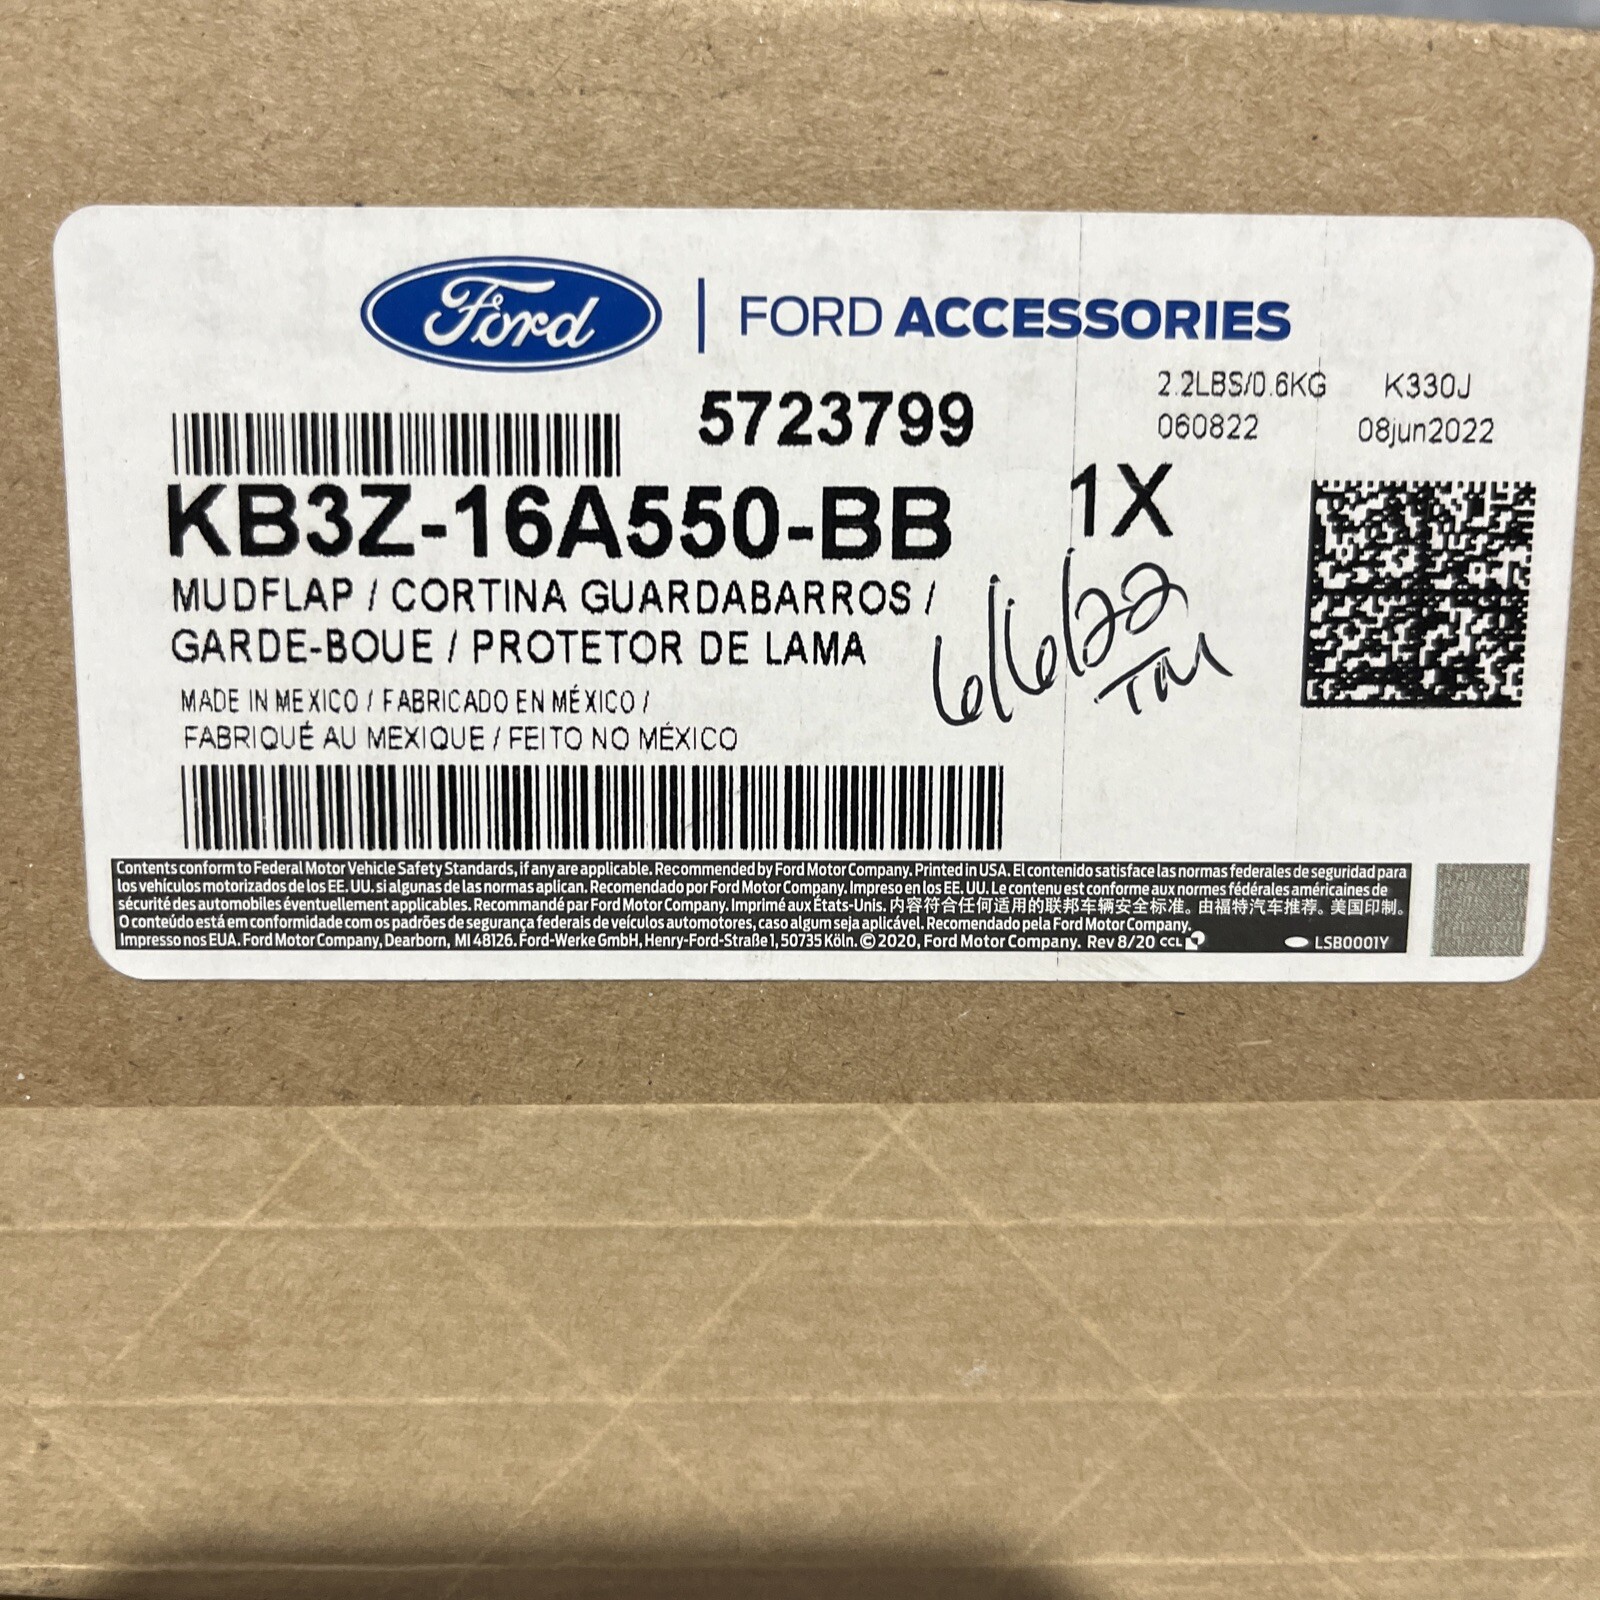 Ford | FORD ACCESSORIES
5723799
2.2LBS/0.6KG K330J
060822 08jun2022
KB3Z-16A550-BB 1X
MUDFLAP / CORTINA GUARDABARROS /
GARDE-BOUE / PROTETOR DE LAMA
6/6/22
TM
MADE IN MEXICO / FABRICADO EN MÉXICO /
FABRIQUÉ AU MEXIQUE / FEITO NO MÉXICO
Contents conform to Federal Motor Vehicle Safety Standards, if any are applicable. Recommended by Ford Motor Company. Printed in USA. El contenido satisface las normas federales de seguridad para
los vehículos motorizados de los EE. UU. si algunas de las normas aplican. Recomendado por Ford Motor Company. Impreso en los EE. UU. Le contenu est conforme aux normes fédérales américaines de
sécurité des automobiles éventuellement applicables. Recommandé par Ford Motor Company. Imprimé aux États-Unis. 内容符合任何适用的联邦车辆安全标准。由福特汽车推荐。美国印制。
O conteúdo está em conformidade com os padrões de segurança federais de veículos automotores, caso algum seja aplicável. Recomendado pela Ford Motor Company.
Impresso nos EUA. Ford Motor Company, Dearborn, MI 48126. Ford-Werke GmbH, Henry-Ford-Straße 1, 50735 Köln. © 2020, Ford Motor Company. Rev 8/20 CCL LSB0001Y